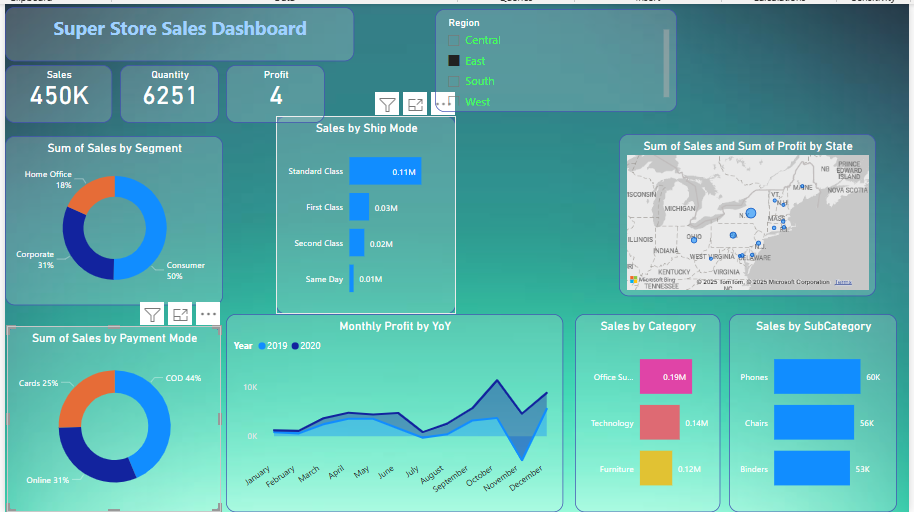 Super Store Sales Dashboard
Region
Central
East
South
West
Sales
450K
Quantity
6251
Profit
4
Sum of Sales by Segment
Home Office
18%
Corporate
31%
Consumer
50%
Sales by Ship Mode
Standard Class
0.11M
First Class
0.03M
Second Class
0.02M
Same Day
0.01M
Sum of Sales and Sum of Profit by State
NB
PRINCE
EDWARD
ISLAND
NOVA SCOTIA
MAINE
VT.
MASS
MICHIGAN
ILLINOIS
INDIANA
OHIO
WEST VIRGINIA
DELAWARE
KENTUCKY
VIRGINIA
TENNESSEE
N.J.
Microsoft Bing
© 2025 TomTom, © 2025 Microsoft Corporation
Terms
Sum of Sales by Payment Mode
Cards 25%
COD 44%
Online 31%
Monthly Profit by YoY
Year
2019
2020
10K
0K
January
February
March
April
May
June
July
August
September
October
November
December
Sales by Category
Office Su...
0.19M
Technology
0.14M
Furniture
0.12M
Sales by SubCategory
Phones
60K
Chairs
56K
Binders
53K